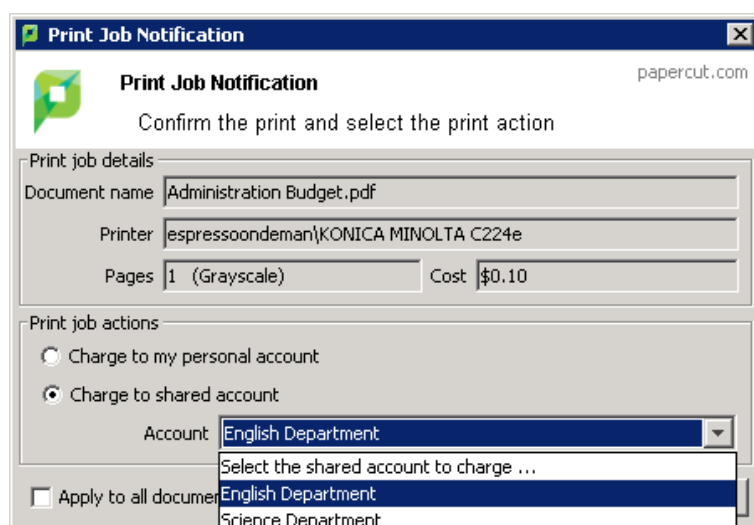 Print Job Notification
papercut.com
Print Job Notification
Confirm the print and select the print action
Print job details
Document name Administration Budget.pdf
Printer espressoondeman\KONICA MINOLTA C224e
Pages 1 (Grayscale) Cost $0.10
Print job actions
Charge to my personal account
Charge to shared account
Account English Department
Select the shared account to charge ...
Apply to all documen English Department
Science Department